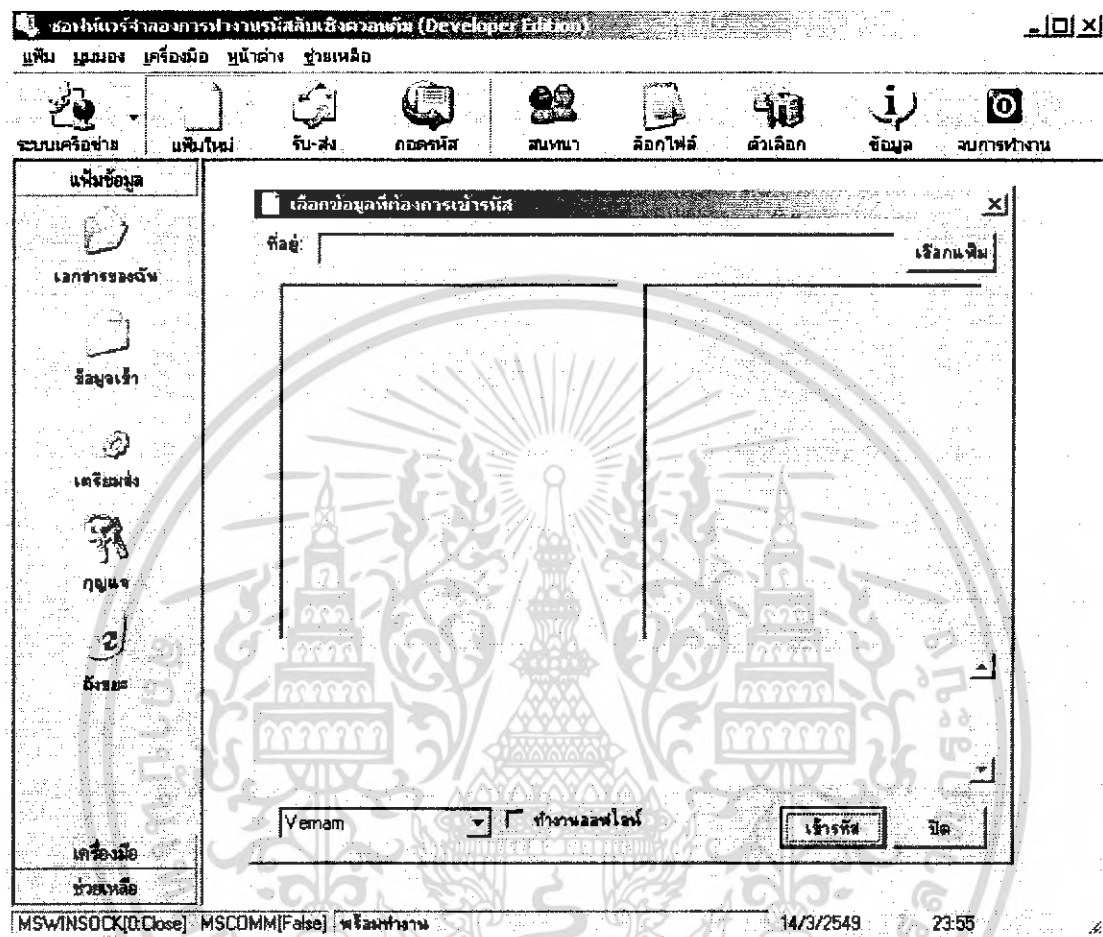 ซอฟท์แวร์จำลองการทำงานรหัสลับเชิงควอนตัม (Developer Edition)
แฟ้ม มุมมอง เครื่องมือ หน้าต่าง ช่วยเหลือ
ระบบเครือข่าย แฟ้มใหม่ รับ-ส่ง ถอดรหัส สนทนา ล็อกไฟล์ ตัวเลือก ข้อมูล จบการทำงาน
แฟ้มข้อมูล
เอกสารของฉัน
ข้อมูลเข้า
เตรียมส่ง
กุญแจ
ถังขยะ
เครื่องมือ
ช่วยเหลือ
เลือกข้อมูลที่ต้องการเข้ารหัส
ที่อยู่:
เลือกแฟ้ม
Vernam
ทำงานออฟไลน์
เข้ารหัส
ปิด
MSWINSOCK[0:Close] MSCOMM[False] พร้อมทำงาน 14/3/2549 23:55